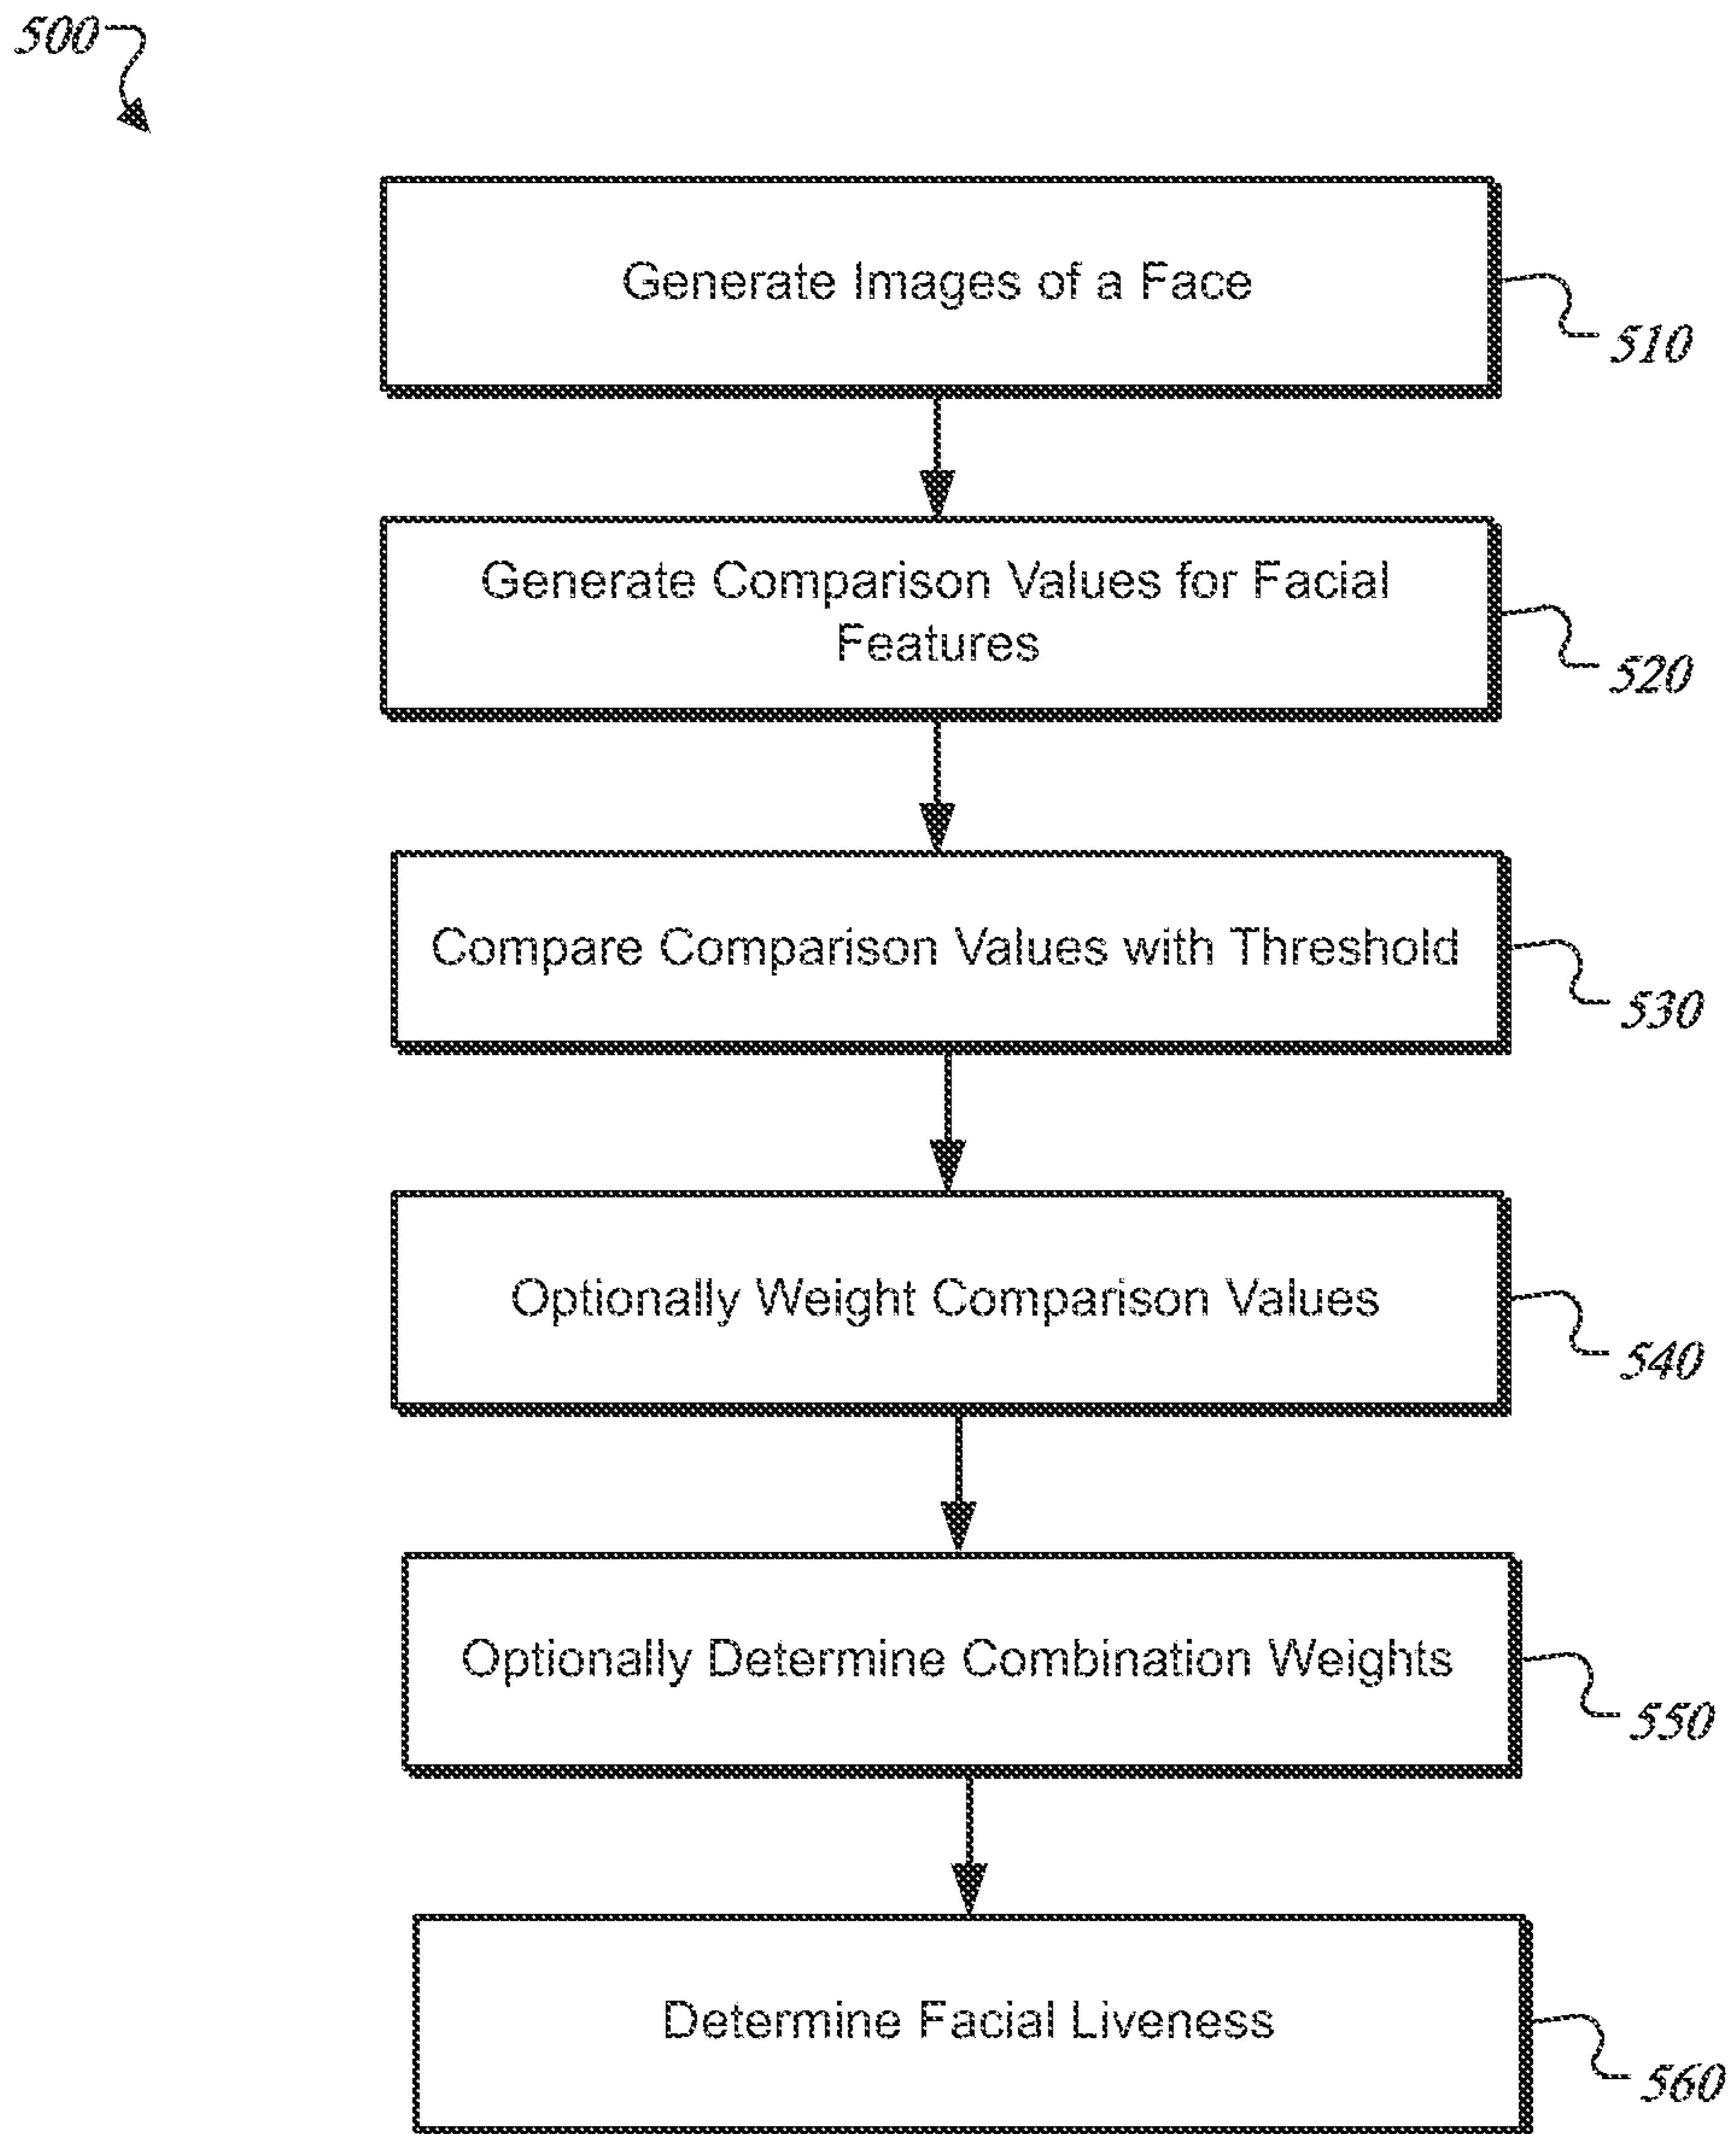 500
Generate Images of a Face
510
Generate Comparison Values for Facial
Features
520
Compare Comparison Values with Threshold
530
Optionally Weight Comparison Values
540
Optionally Determine Combination Weights
550
Determine Facial Liveness
560